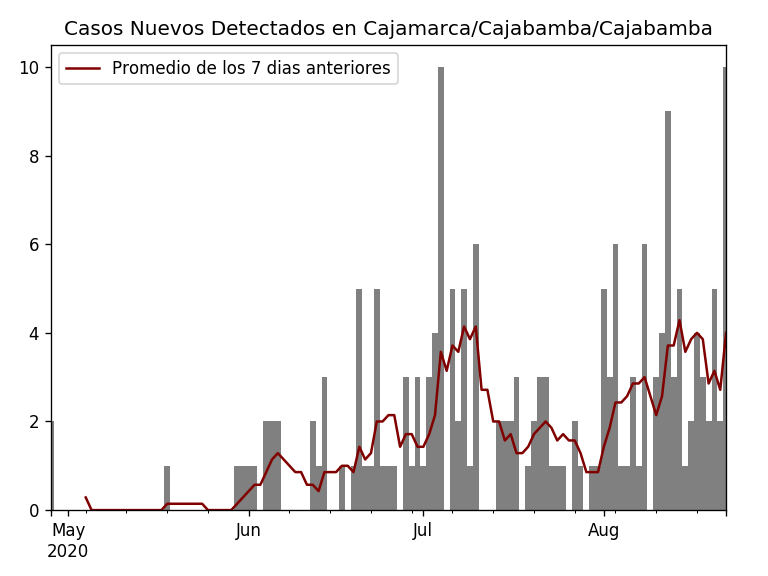 Casos Nuevos Detectados en Cajamarca/Cajabamba/Cajabamba
Promedio de los 7 dias anteriores
10
8
6
4
2
0
May Jun Jul Aug
2020